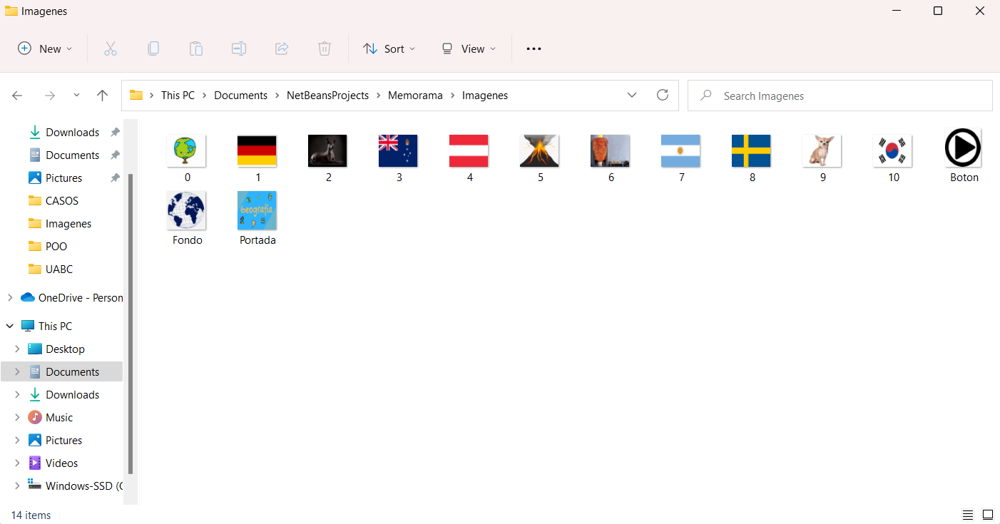 Imagenes
New
Sort
View
This PC > Documents > NetBeansProjects > Memorama > Imagenes
Search Imagenes
Downloads
Documents
Pictures
CASOS
Imagenes
POO
UABC
OneDrive - Person
This PC
Desktop
Documents
Downloads
Music
Pictures
Videos
Windows-SSD (C
0 1 2 3 4 5 6 7 8 9 10 Boton
Geografía
Fondo Portada
14 items